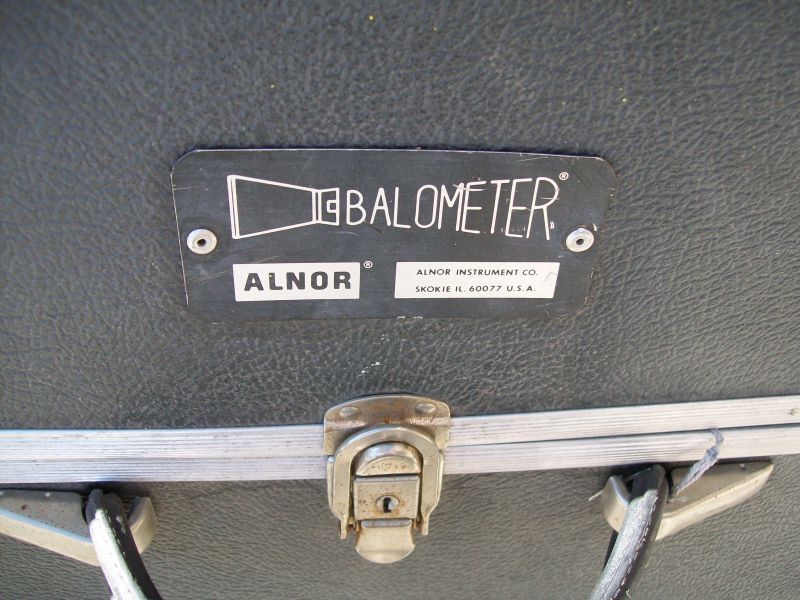 BALOMETER®
ALNOR®
ALNOR INSTRUMENT CO.
SKOKIE IL. 60077 U.S.A.